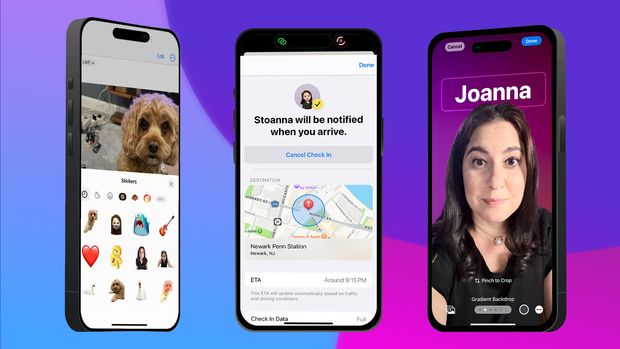 Edit
LIVE
Stickers
EDIT
Done
Stoanna will be notified
when you arrive.
Cancel Check In
DESTINATION
Newark Penn Station
Newark, NJ
ETA
Around 9:15 PM
This ETA will update automatically based on traffic
and driving conditions.
Check In Data
Full
Cancel
Done
Joanna
Pinch to Crop
Gradient Backdrop